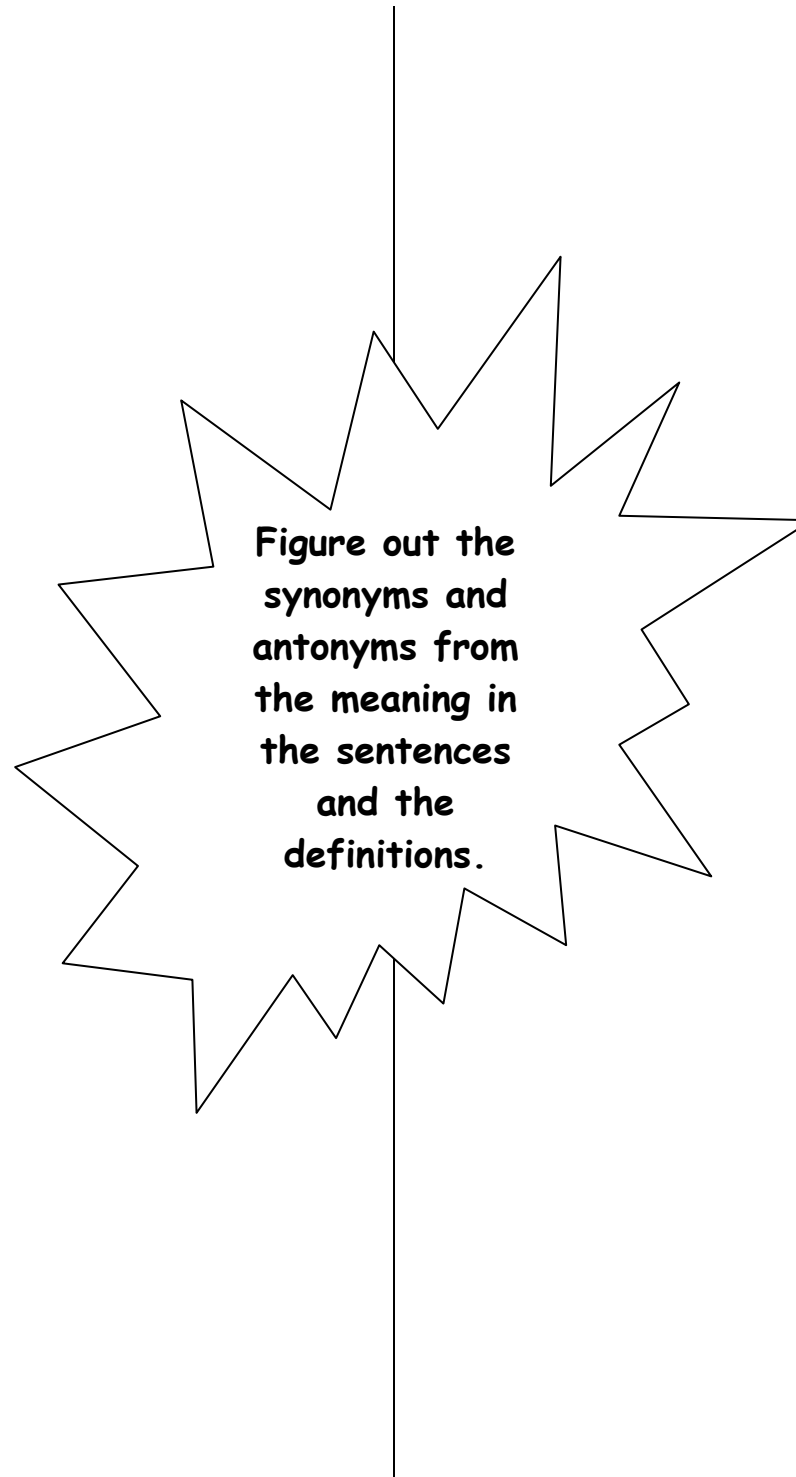 Figure out the
synonyms and
antonyms from
the meaning in
the sentences
and the
definitions.